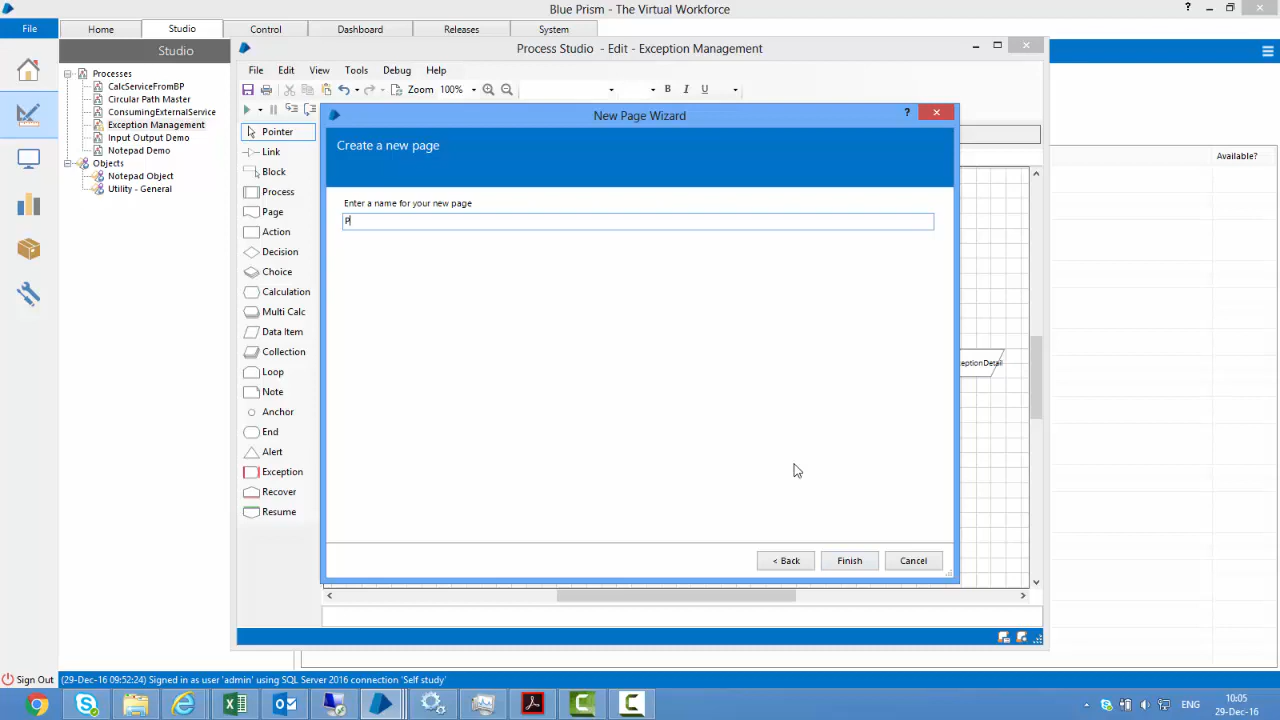 Blue Prism - The Virtual Workforce
File
Home
Studio
Control
Dashboard
Releases
System
Studio
Process Studio - Edit - Exception Management
Processes
CalcServiceFromBP
Circular Path Master
ConsumingExternalService
Exception Management
Input Output Demo
Notepad Demo
Objects
Notepad Object
Utility - General
File Edit View Tools Debug Help
Zoom 100% B I U
New Page Wizard
Create a new page
Enter a name for your new page
P
Pointer
Link
Block
Process
Page
Action
Decision
Choice
Calculation
Multi Calc
Data Item
Collection
Loop
Note
Anchor
End
Alert
Exception
Recover
Resume
Available?
eptionDetail
< Back
Finish
Cancel
Sign Out
(29-Dec-16 09:52:24) Signed in as user 'admin' using SQL Server 2016 connection 'Self study'
ENG
10:05
29-Dec-16